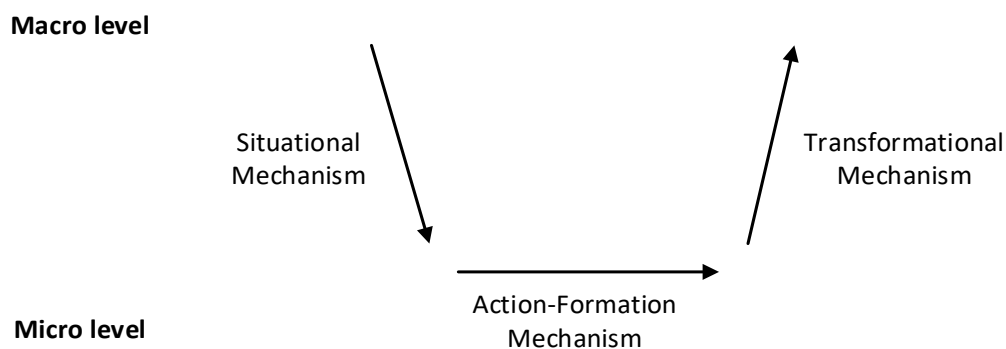 Macro level
Situational
Mechanism
Transformational
Mechanism
Action-Formation
Mechanism
Micro level